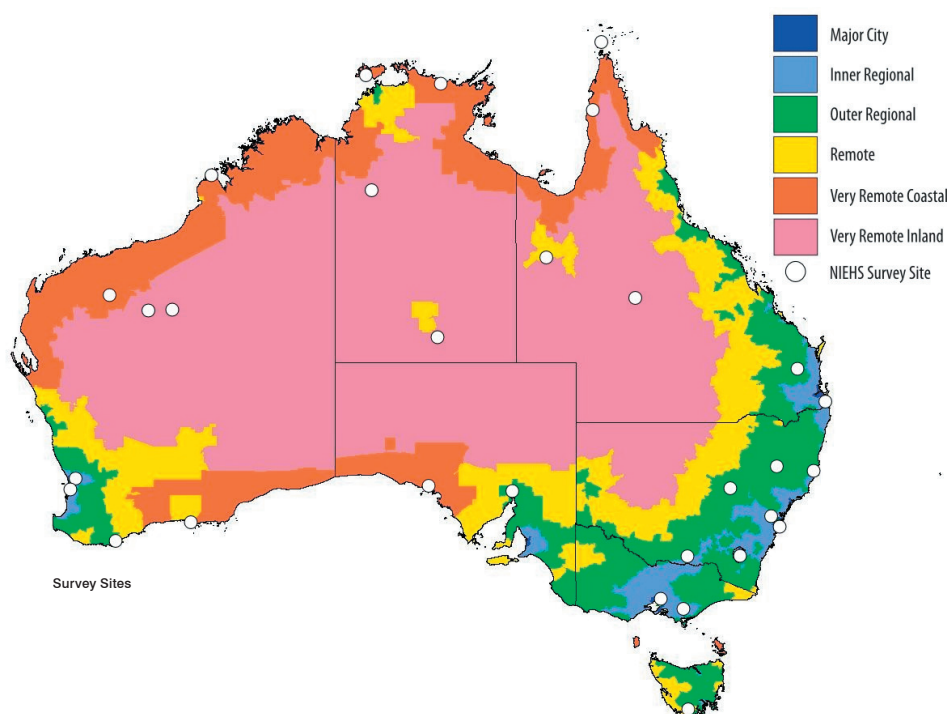 Major City
Inner Regional
Outer Regional
Remote
Very Remote Coastal
Very Remote Inland
NIEHS Survey Site
Survey Sites